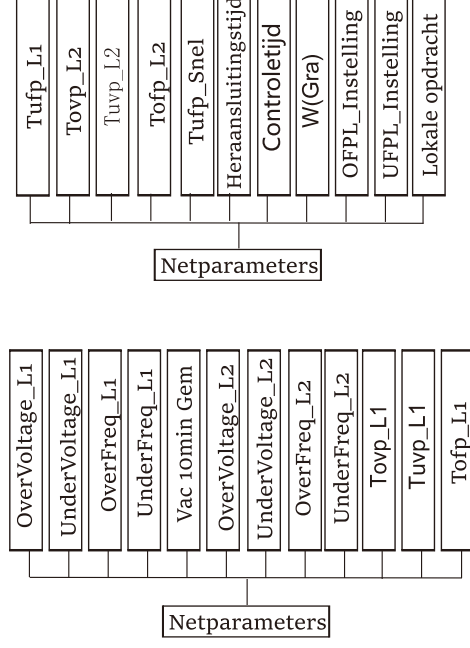 Tufp_L1
Tovp_L2
Tuvp_L2
Tofp_L2
Tufp_Snel
Heraansluitingstijd
Controletijd
W(Gra)
OFPL_Instelling
UFPL_Instelling
Lokale opdracht
Netparameters
OverVoltage_L1
UnderVoltage_L1
OverFreq_L1
UnderFreq_L1
Vac 10min Gem
OverVoltage_L2
UnderVoltage_L2
OverFreq_L2
UnderFreq_L2
Tovp_L1
Tuvp_L1
Tofp_L1
Netparameters